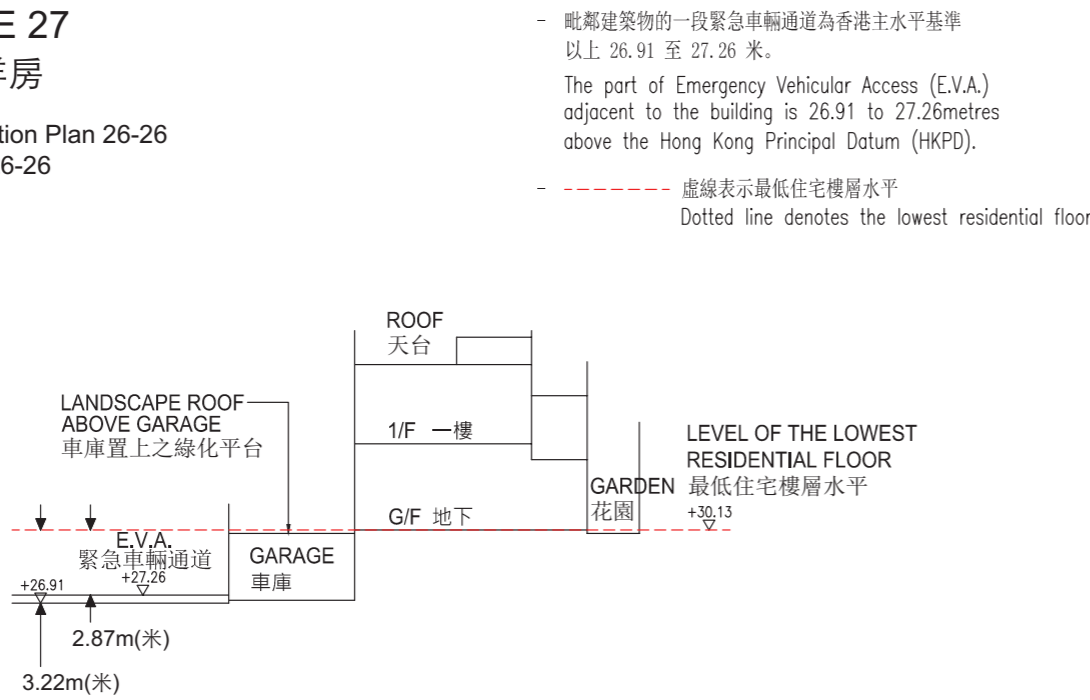 E 27
洋房
tion Plan 26-26
6-26
- 毗鄰建築物的一段緊急車輛通道為香港主水平基準
以上 26.91 至 27.26 米。
The part of Emergency Vehicular Access (E.V.A.)
adjacent to the building is 26.91 to 27.26metres
above the Hong Kong Principal Datum (HKPD).
- ------- 虛線表示最低住宅樓層水平
Dotted line denotes the lowest residential floor
ROOF
天台
LANDSCAPE ROOF
ABOVE GARAGE
車庫置上之綠化平台
1/F 一樓
LEVEL OF THE LOWEST
RESIDENTIAL FLOOR
最低住宅樓層水平
+30.13
GARDEN
花園
G/F 地下
E.V.A.
緊急車輛通道
+27.26
+26.91
GARAGE
車庫
2.87m(米)
3.22m(米)